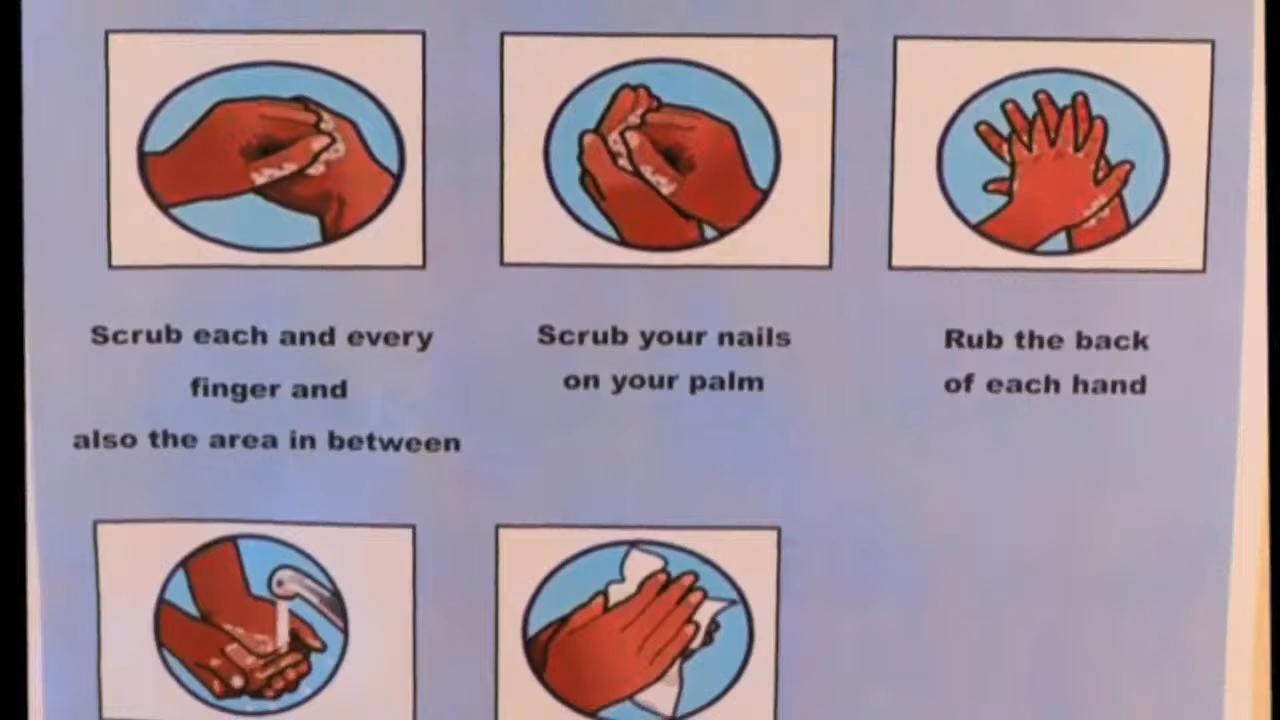 Scrub each and every
finger and
also the area in between
Scrub your nails
on your palm
Rub the back
of each hand